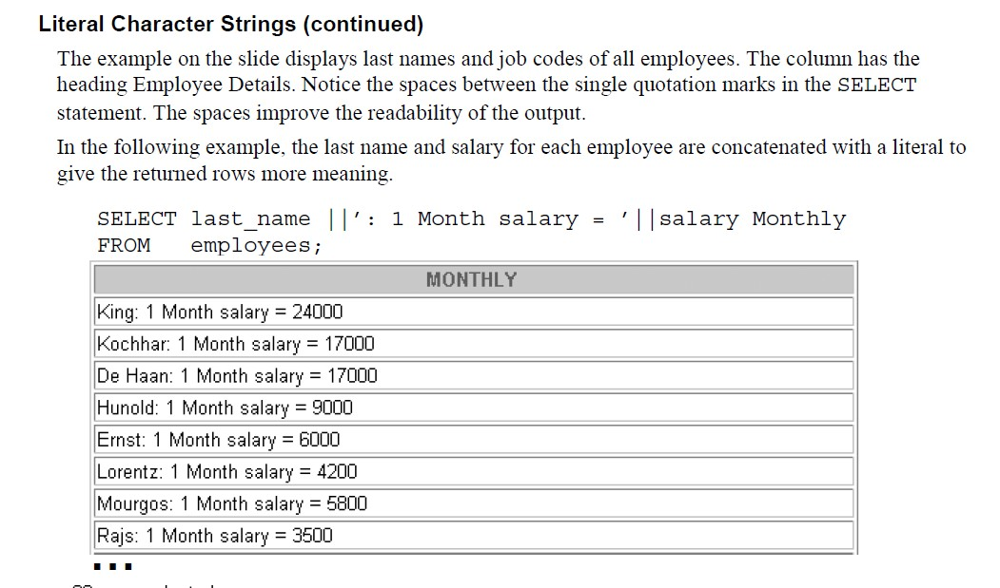 Literal Character Strings (continued)
The example on the slide displays last names and job codes of all employees. The column has the
heading Employee Details. Notice the spaces between the single quotation marks in the SELECT
statement. The spaces improve the readability of the output.
In the following example, the last name and salary for each employee are concatenated with a literal to
give the returned rows more meaning.
SELECT last_name ||': 1 Month salary = '||salary Monthly
FROM employees;
MONTHLY
King: 1 Month salary = 24000
Kochhar: 1 Month salary = 17000
De Haan: 1 Month salary = 17000
Hunold: 1 Month salary = 9000
Ernst: 1 Month salary = 6000
Lorentz: 1 Month salary = 4200
Mourgos: 1 Month salary = 5800
Rajs: 1 Month salary = 3500
...